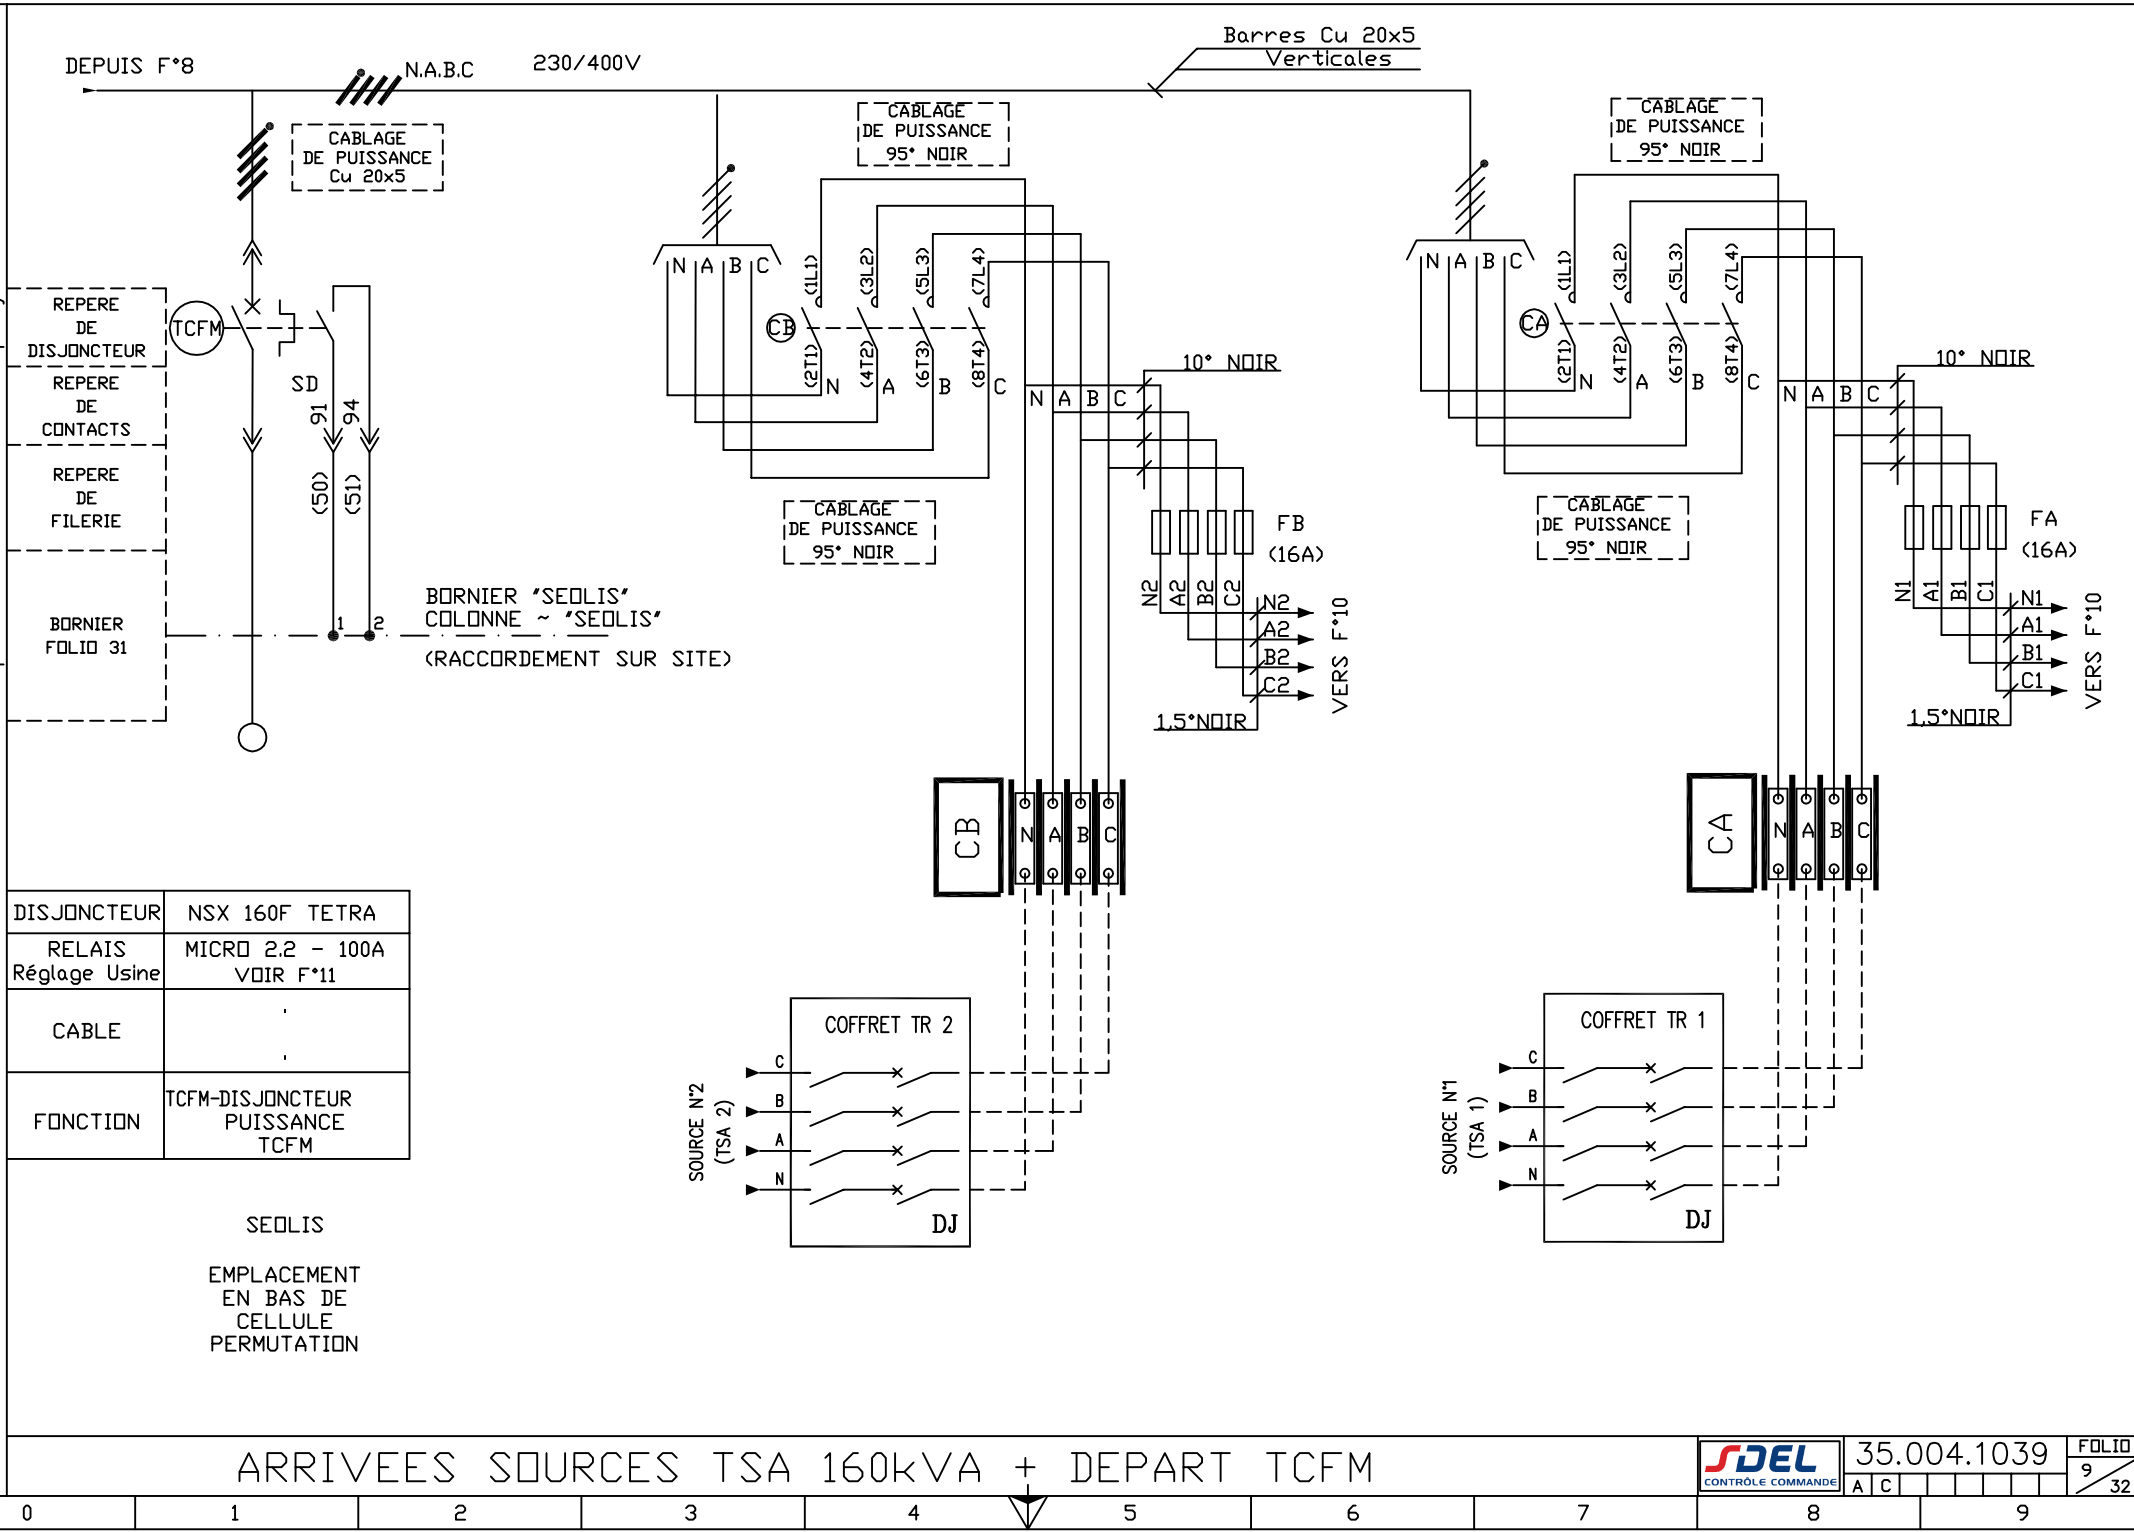 DEPUIS F°8
N.A.B.C
230/400V
Barres Cu 20x5
Verticales
CABLAGE
DE PUISSANCE
Cu 20x5
CABLAGE
DE PUISSANCE
95° NOIR
CABLAGE
DE PUISSANCE
95° NOIR
REPERE
DE
DISJONCTEUR
REPERE
DE
CONTACTS
REPERE
DE
FILERIE
BORNIER
FOLIO 31
TCFM
SD
91
94
(50)
(51)
1
2
BORNIER "SEOLIS"
COLONNE ~ "SEOLIS"
(RACCORDEMENT SUR SITE)
N A B C
(1L1)
(3L2)
(5L3)
(7L4)
CB
(2T1)
(4T2)
(6T3)
(8T4)
N A B C
N A B C
10° NOIR
CABLAGE
DE PUISSANCE
95° NOIR
FB
(16A)
N2
A2
B2
C2
N2
A2
B2
C2
VERS F°10
1,5°NOIR
N A B C
(1L1)
(3L2)
(5L3)
(7L4)
CA
(2T1)
(4T2)
(6T3)
(8T4)
N A B C
N A B C
10° NOIR
CABLAGE
DE PUISSANCE
95° NOIR
FA
(16A)
N1
A1
B1
C1
N1
A1
B1
C1
VERS F°10
1,5°NOIR
CB
N A B C
CA
N A B C
DISJONCTEUR NSX 160F TETRA
RELAIS
Réglage Usine
MICRO 2.2 - 100A
VOIR F°11
CABLE
FONCTION
TCFM-DISJONCTEUR
PUISSANCE
TCFM
SEOLIS
EMPLACEMENT
EN BAS DE
CELLULE
PERMUTATION
COFFRET TR 2
SOURCE N°2
(TSA 2)
C
B
A
N
DJ
COFFRET TR 1
SOURCE N°1
(TSA 1)
C
B
A
N
DJ
ARRIVEES SOURCES TSA 160kVA + DEPART TCFM
SDEL
CONTRÔLE COMMANDE
35.004.1039
A C
FOLIO
9
32
0 1 2 3 4 5 6 7 8 9